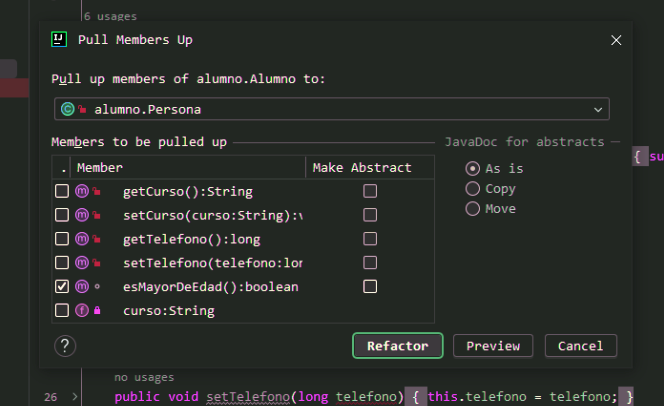 6 usages
Pull Members Up
Pull up members of alumno.Alumno to:
alumno.Persona
Members to be pulled up
JavaDoc for abstracts
{ su
. Member Make Abstract
As is
getCurso():String
Copy
setCurso(curso:String):v
Move
getTelefono():long
setTelefono(telefono:lon
esMayorDeEdad():boolean
curso:String
? Refactor Preview Cancel
no usages
26 public void setTelefono(long telefono) { this.telefono = telefono; }